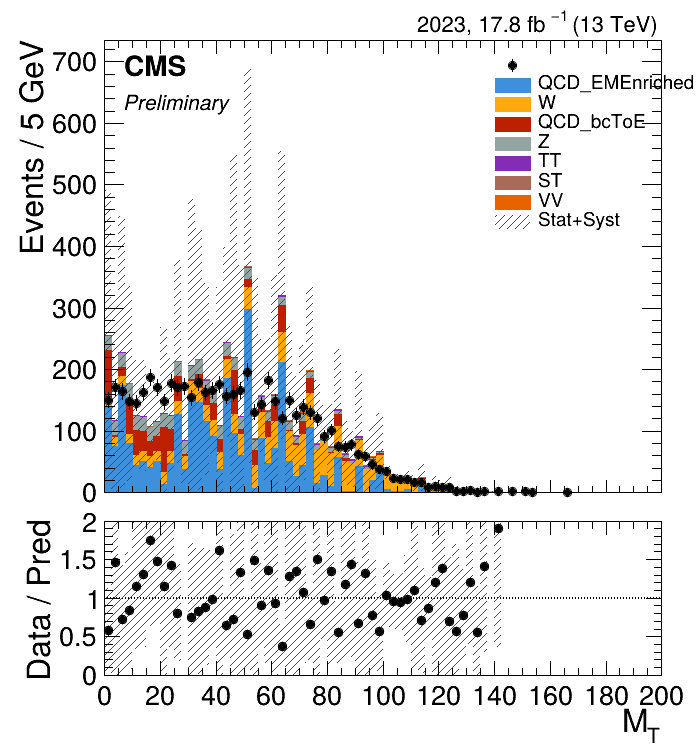 2023, 17.8 fb⁻¹ (13 TeV)
CMS
Preliminary
Events / 5 GeV
700
600
500
400
300
200
100
0
QCD_EMEnriched
W
QCD_bcToE
Z
TT
ST
VV
Stat+Syst
Data / Pred
2
1.5
1
0.5
0
0 20 40 60 80 100 120 140 160 180 200
M_T